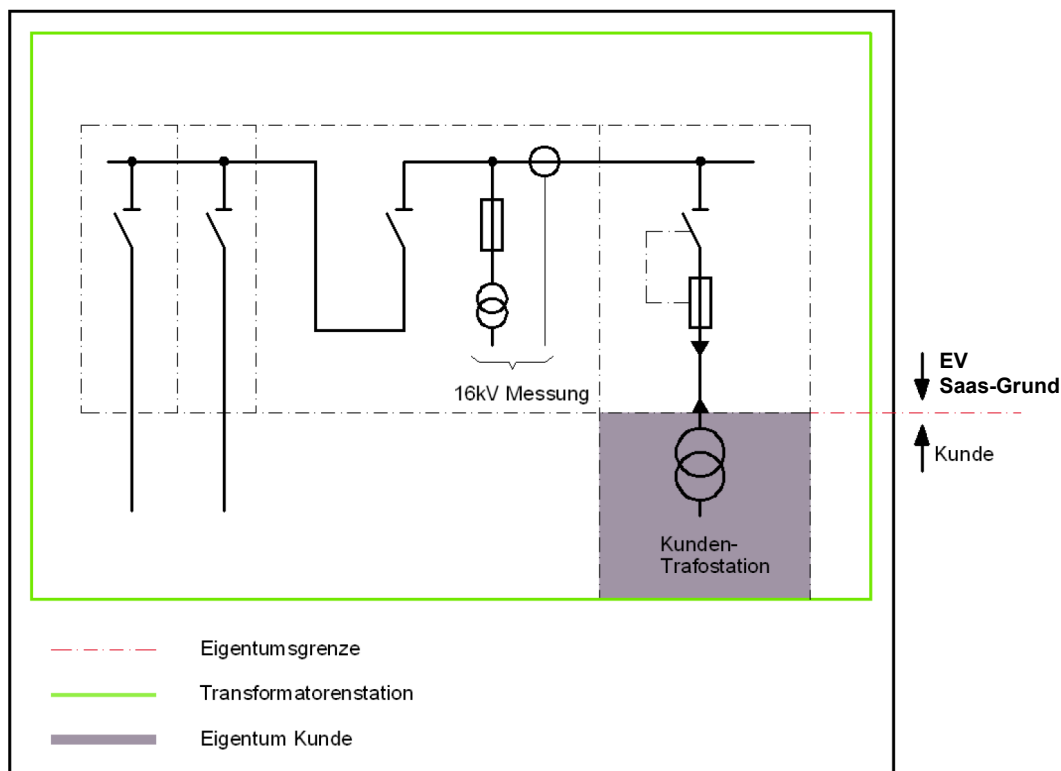 16kV Messung
EV
Saas-Grund
Kunde
Kunden-
Trafostation
Eigentumsgrenze
Transformatorenstation
Eigentum Kunde